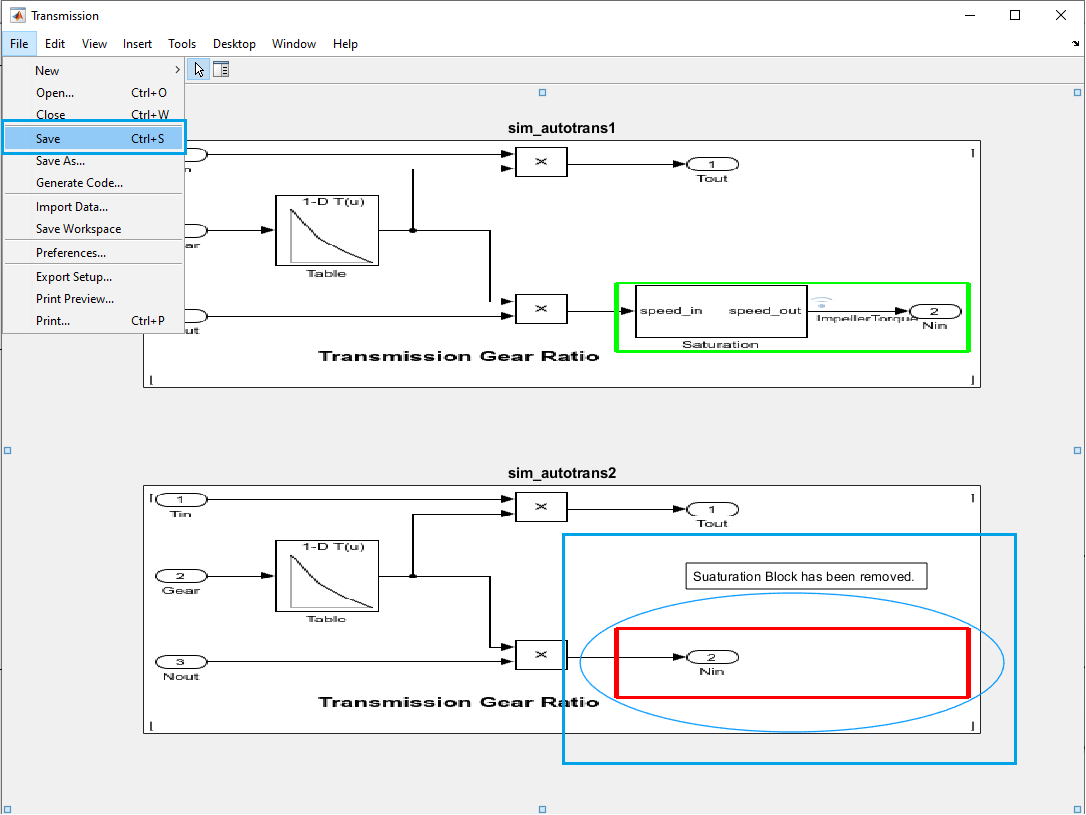 Transmission
File Edit View Insert Tools Desktop Window Help
New
Open... Ctrl+O
Close Ctrl+W
Save Ctrl+S
Save As...
Generate Code...
Import Data...
Save Workspace
Preferences...
Export Setup...
Print Preview...
Print... Ctrl+P
sim_autotrans1
×
1
Tout
1-D T(u)
Table
×
speed_in speed_out
Saturation
ImpellerTorque
2
Nin
Transmission Gear Ratio
sim_autotrans2
1
Tin
×
1
Tout
1-D T(u)
Table
2
Gear
Suaturation Block has been removed.
3
Nout
×
2
Nin
Transmission Gear Ratio